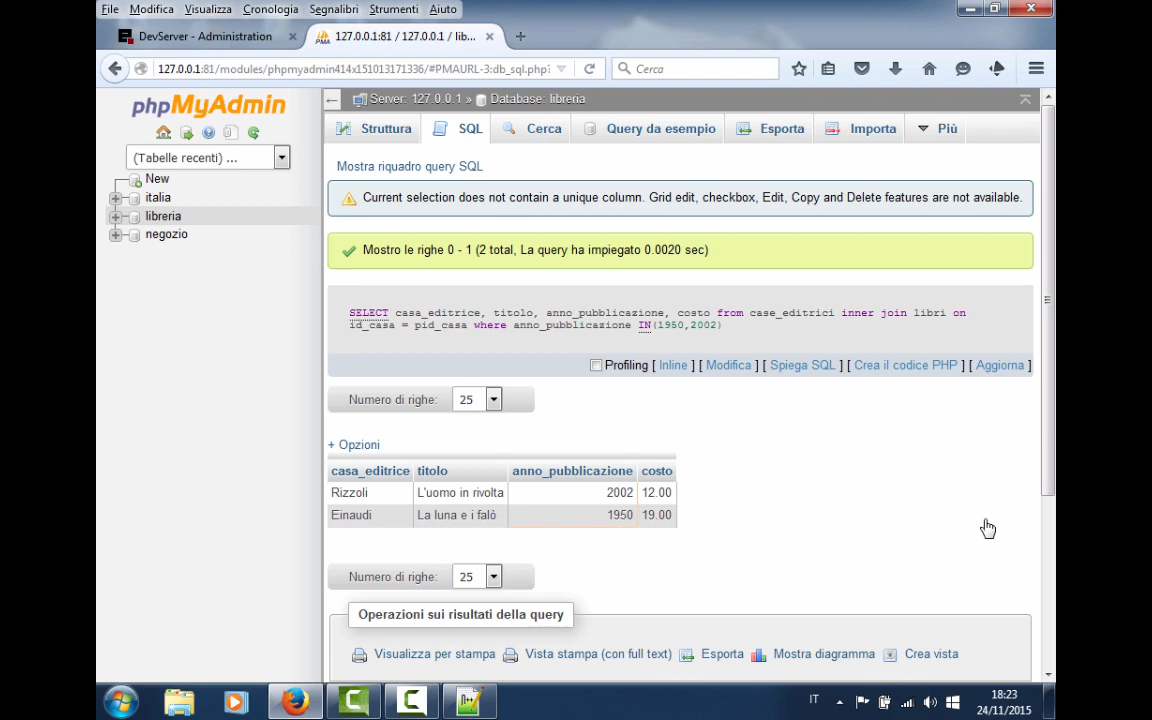 File Modifica Visualizza Cronologia Segnalibri Strumenti Aiuto
DevServer - Administration
127.0.0.1:81 / 127.0.0.1 / lib...
127.0.0.1:81/modules/phpmyadmin414x151013171336/#PMAURL-3:db_sql.php?
Cerca
phpMyAdmin
Server: 127.0.0.1 » Database: libreria
Struttura SQL Cerca Query da esempio Esporta Importa Più
(Tabelle recenti) ...
New
italia
libreria
negozio
Mostra riquadro query SQL
Current selection does not contain a unique column. Grid edit, checkbox, Edit, Copy and Delete features are not available.
Mostro le righe 0 - 1 (2 total, La query ha impiegato 0.0020 sec)
SELECT casa_editrice, titolo, anno_pubblicazione, costo from case_editrici inner join libri on
id_casa = pid_casa where anno_pubblicazione IN(1950,2002)
Profiling [ Inline ] [ Modifica ] [ Spiega SQL ] [ Crea il codice PHP ] [ Aggiorna ]
Numero di righe: 25
+ Opzioni
casa_editrice titolo anno_pubblicazione costo
Rizzoli L'uomo in rivolta 2002 12.00
Einaudi La luna e i falò 1950 19.00
Numero di righe: 25
Operazioni sui risultati della query
Visualizza per stampa Vista stampa (con full text) Esporta Mostra diagramma Crea vista
IT
18:23
24/11/2015